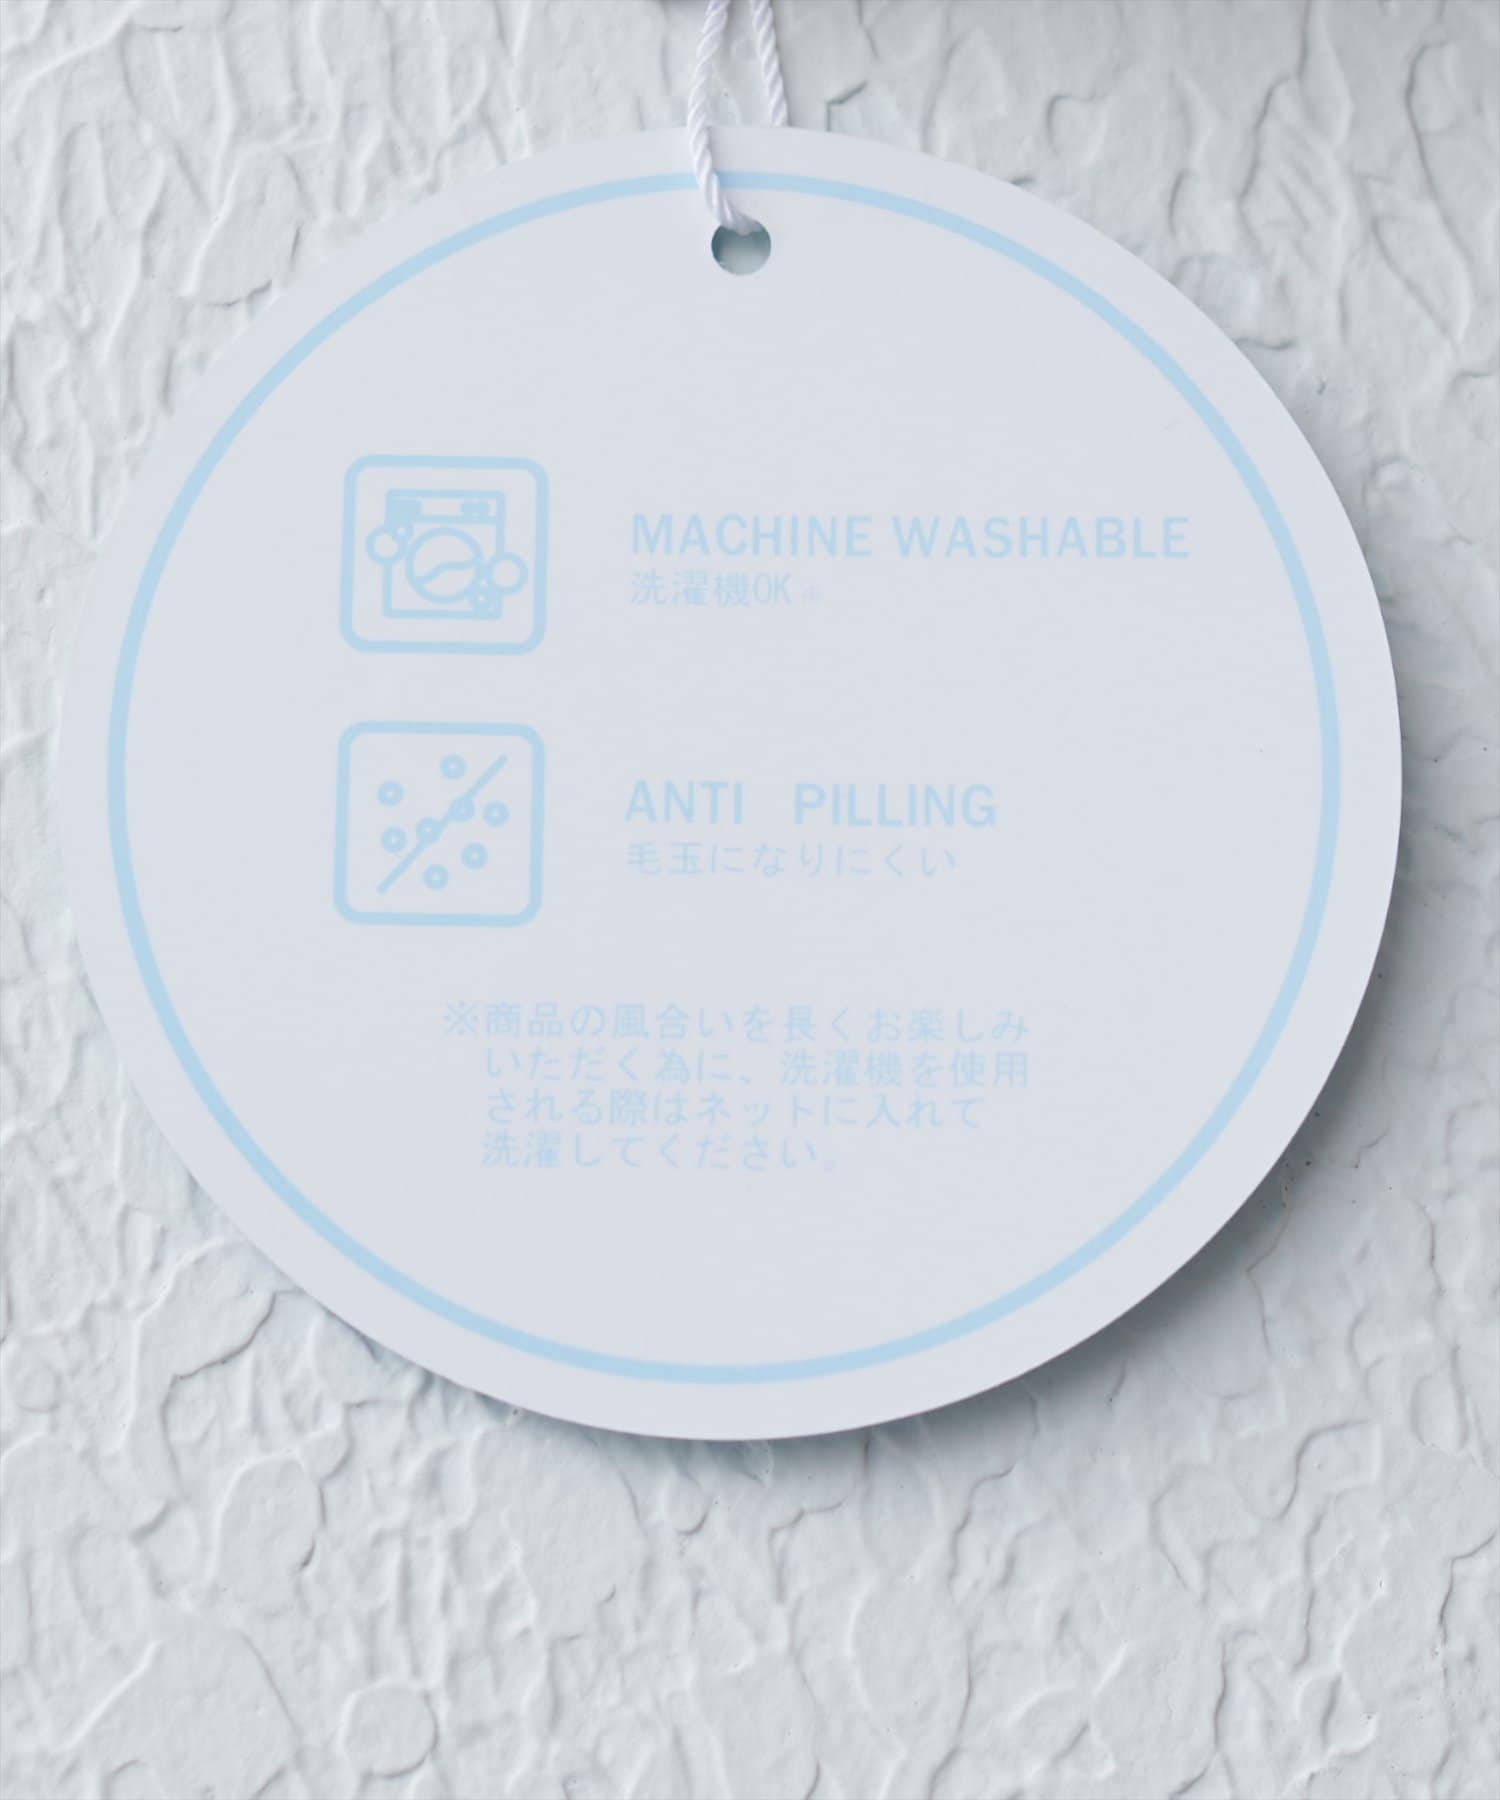 MACHINE WASHABLE
洗濯機OK※
ANTI PILLING
毛玉になりにくい
※商品の風合いを長くお楽しみ
いただく為に、洗濯機を使用
される際はネットに入れて
洗濯してください。